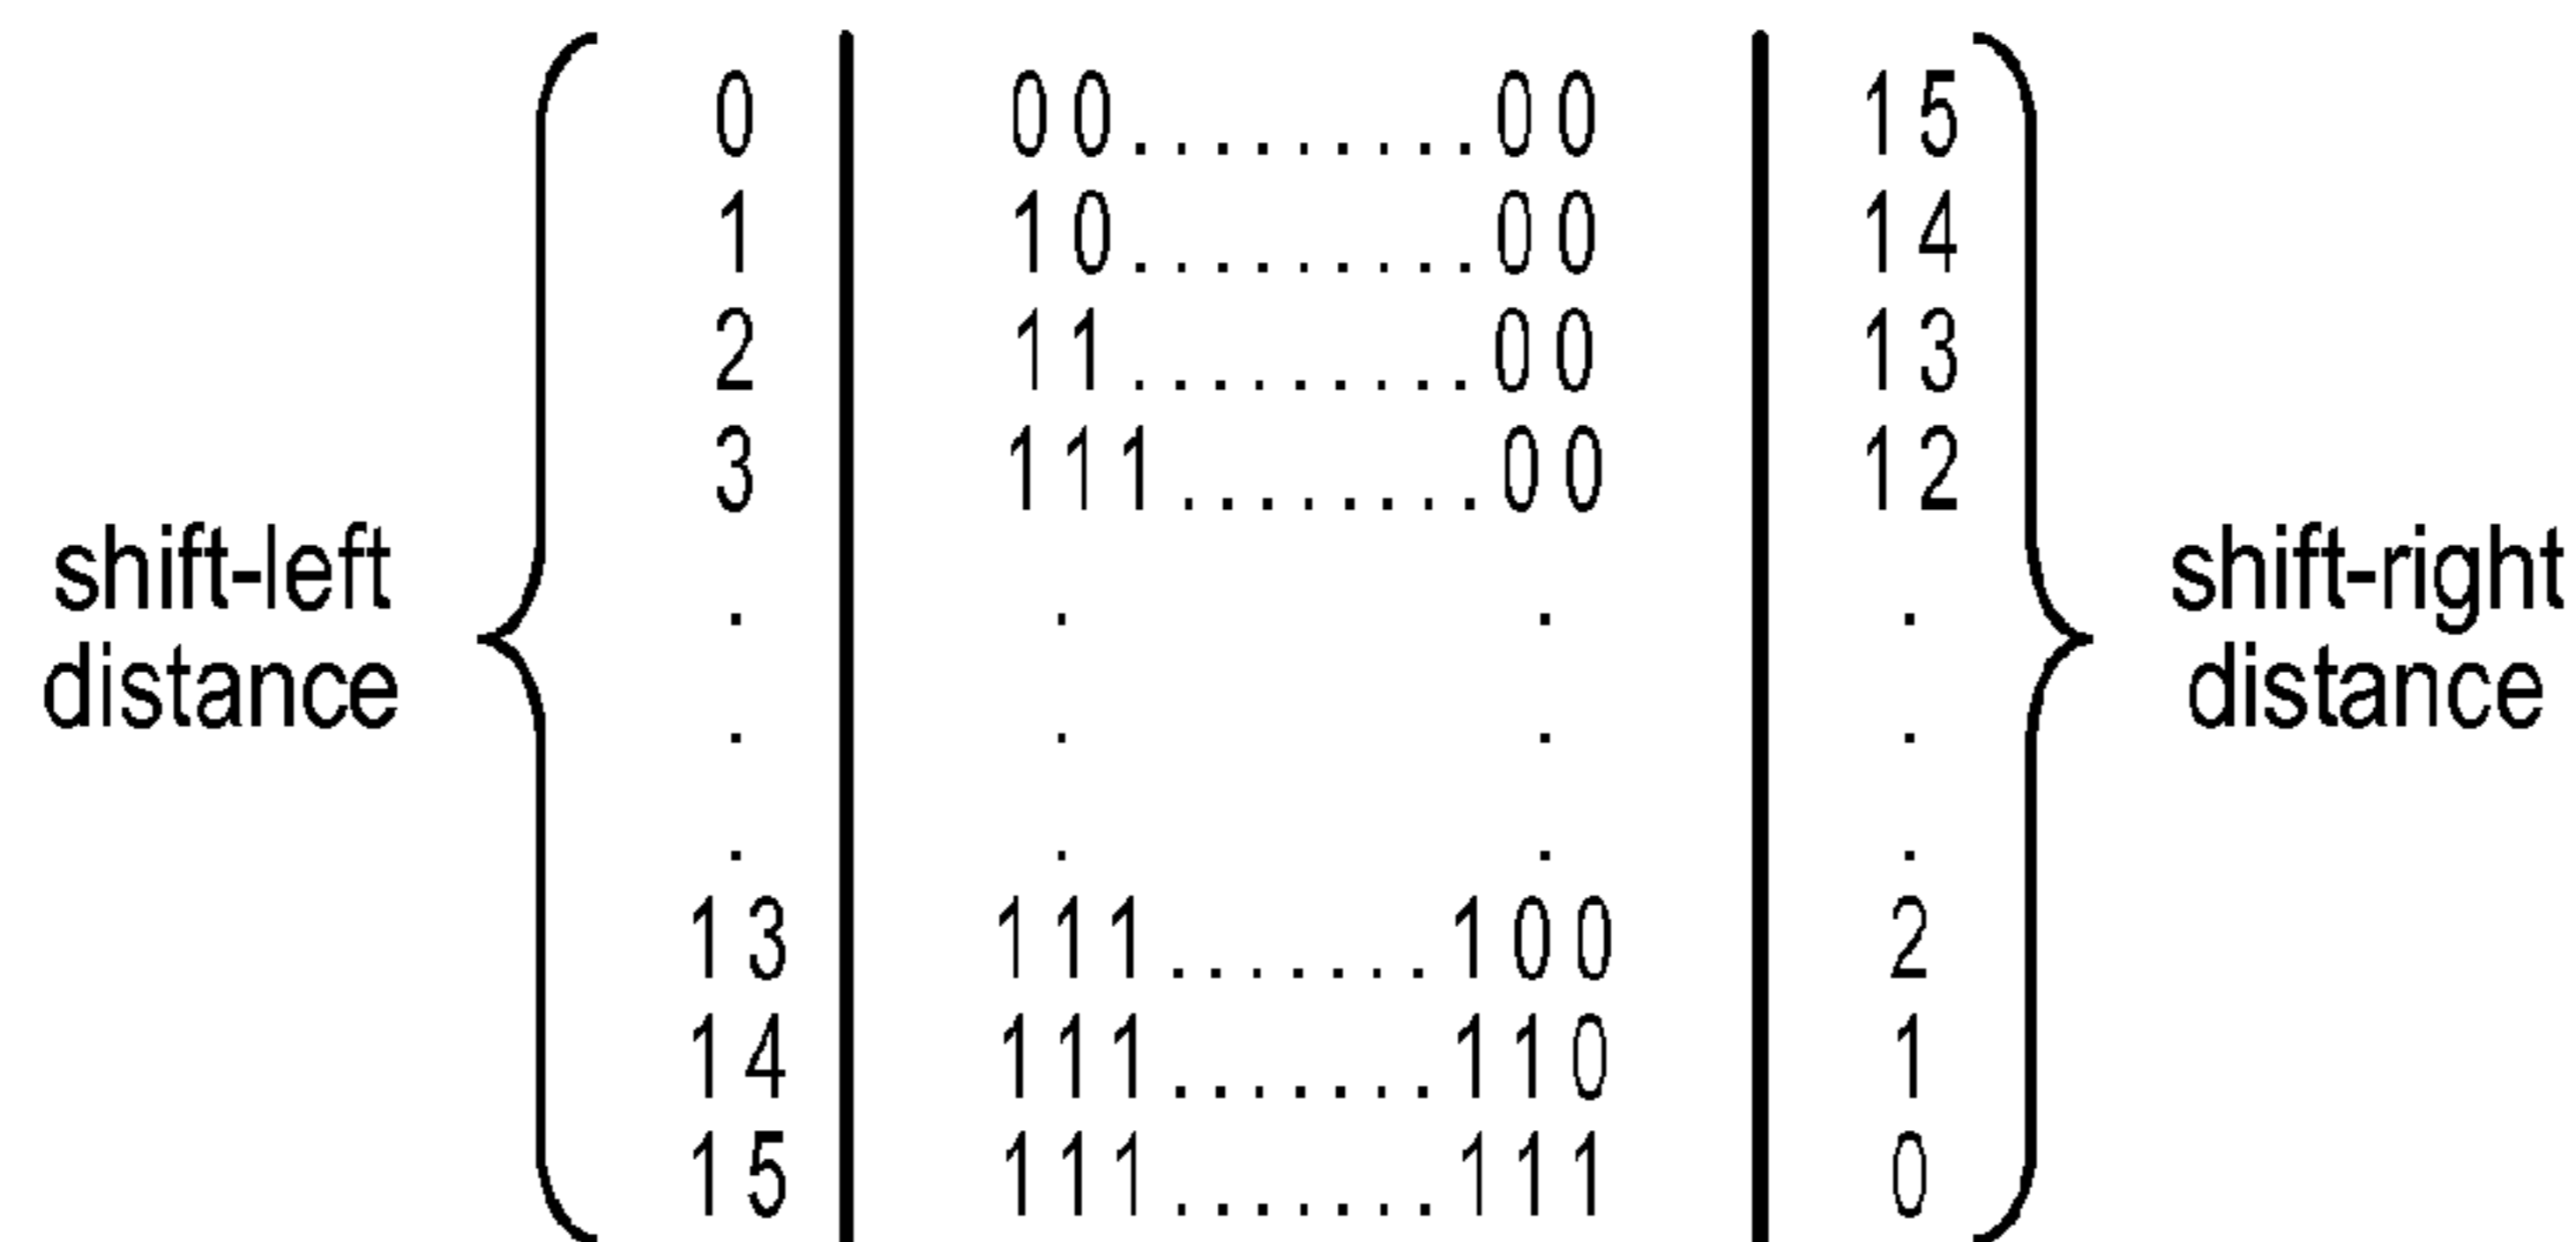 0 00.........00 15
1 10.........00 14
2 11.........00 13
3 111........00 12
shift-left
distance
. . . .
. . . .
. . . .
shift-right
distance
13 111.......100 2
14 111.......110 1
15 111.......111 0